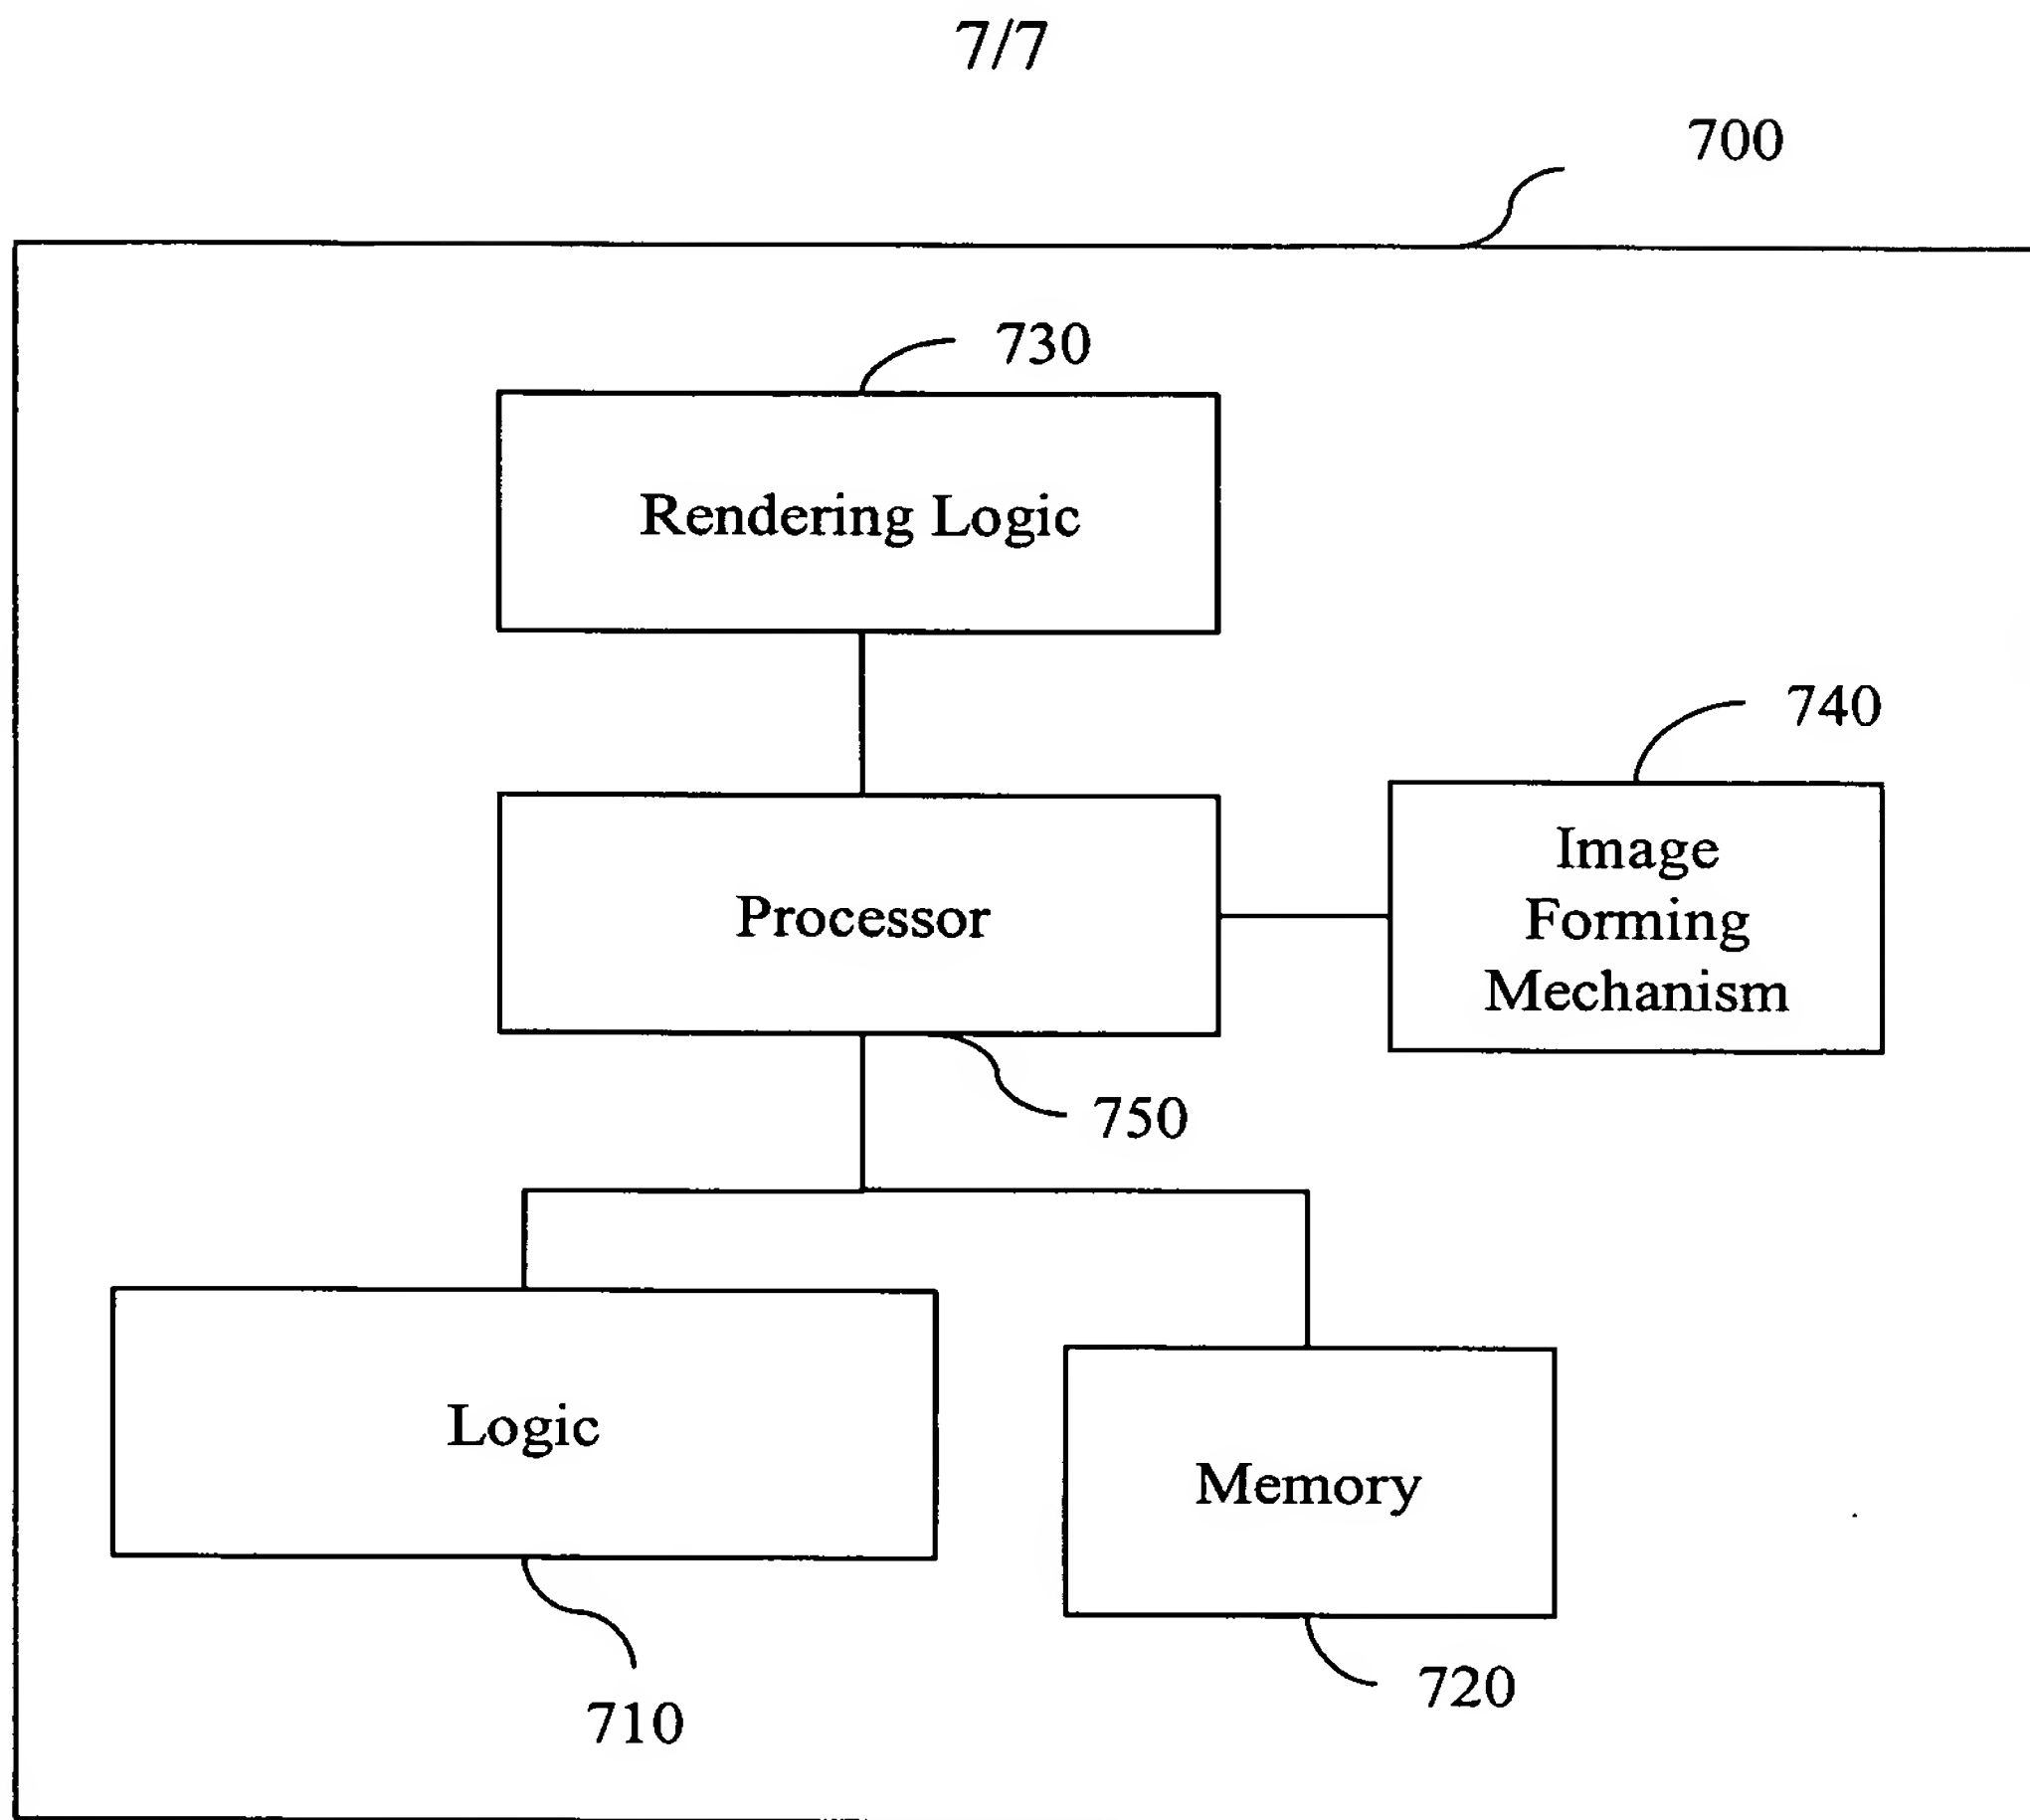 7/7
700
730
Rendering Logic
740
Image
Forming
Mechanism
Processor
750
Logic
Memory
710
720